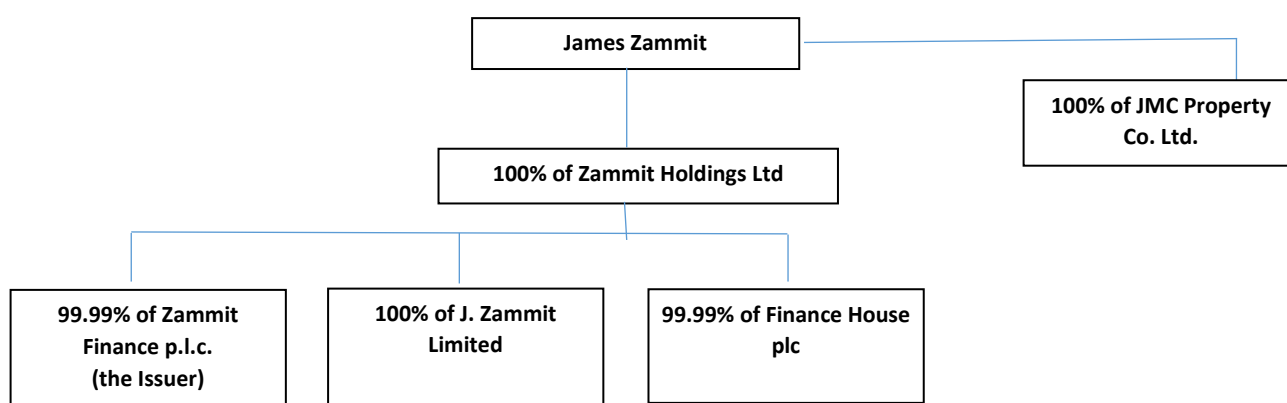 James Zammit
100% of JMC Property
Co. Ltd.
100% of Zammit Holdings Ltd
99.99% of Zammit
Finance p.l.c.
(the Issuer)
100% of J. Zammit
Limited
99.99% of Finance House
plc